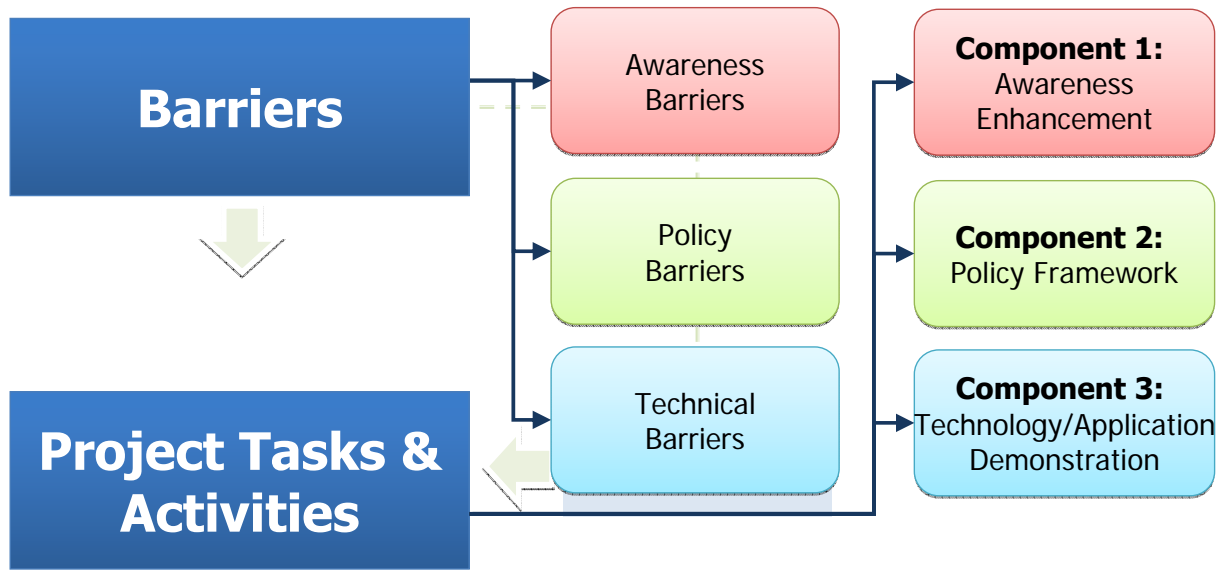 Barriers
Awareness
Barriers
Component 1:
Awareness
Enhancement
Policy
Barriers
Component 2:
Policy Framework
Project Tasks &
Activities
Technical
Barriers
Component 3:
Technology/Application
Demonstration